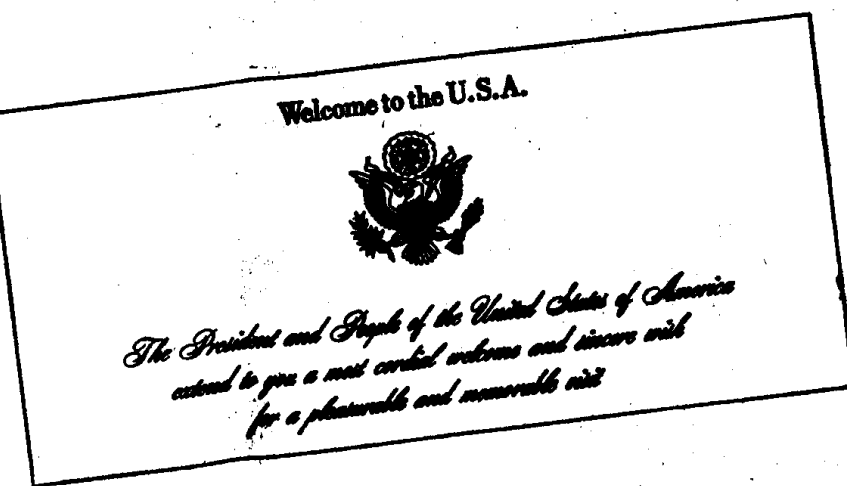 Welcome to the U.S.A.
The President and People of the United States of America
extend to you a most cordial welcome and sincere wish
for a pleasurable and memorable visit